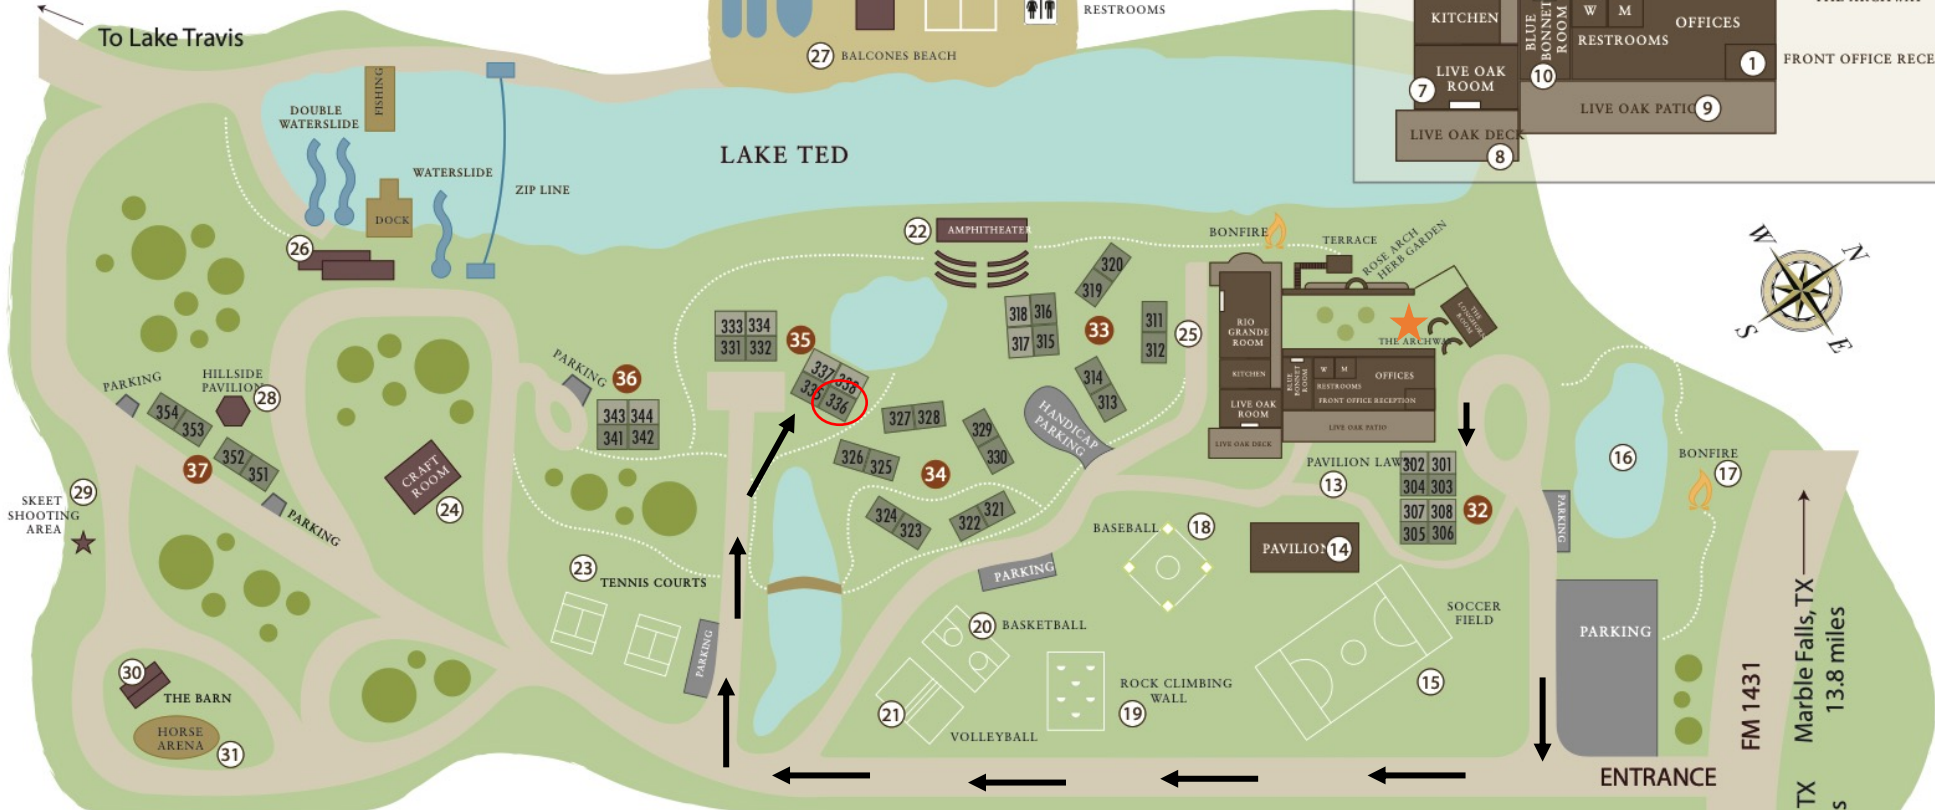 To Lake Travis
RESTROOMS
27 BALCONES BEACH
KITCHEN
BLUE
BONNET
ROOM
W M
OFFICES
RESTROOMS
LIVE OAK
ROOM
7
10
1
FRONT OFFICE RECE
LIVE OAK PATIO
9
LIVE OAK DECK
8
DOUBLE
WATERSLIDE
FISHING
WATERSLIDE
ZIP LINE
DOCK
26
LAKE TED
22 AMPHITHEATER
BONFIRE
TERRACE
ROSE ARCH
HERB GARDEN
W N
S E
320
319
318 316
317 315
33
311
312
25
314
313
HANDICAP
PARKING
RIO
GRANDE
ROOM
KITCHEN
LIVE OAK
ROOM
LIVE OAK DECK
THE
LONGHORN
ROOM
BLUE
BONNET
ROOM
W M
RESTROOMS
OFFICES
FRONT OFFICE RECEPTION
LIVE OAK PATIO
333 334
331 332
35
337 338
335 336
327 328
329
330
326 325
34
324 323
322 321
PARKING
36
343 344
341 342
PARKING
HILLSIDE
PAVILION
28
354
353
352
351
37
PARKING
CRAFT
ROOM
24
29
SKEET
SHOOTING
AREA
PAVILION LAW
13
302 301
304 303
307 308
305 306
32
PARKING
16
BONFIRE
17
BASEBALL
18
PAVILION
14
PARKING
23
TENNIS COURTS
PARKING
20 BASKETBALL
SOCCER
FIELD
15
ROCK CLIMBING
WALL
19
21
VOLLEYBALL
PARKING
30
THE BARN
HORSE
ARENA
31
ENTRANCE
FM 1431
Marble Falls, TX
13.8 miles
TX